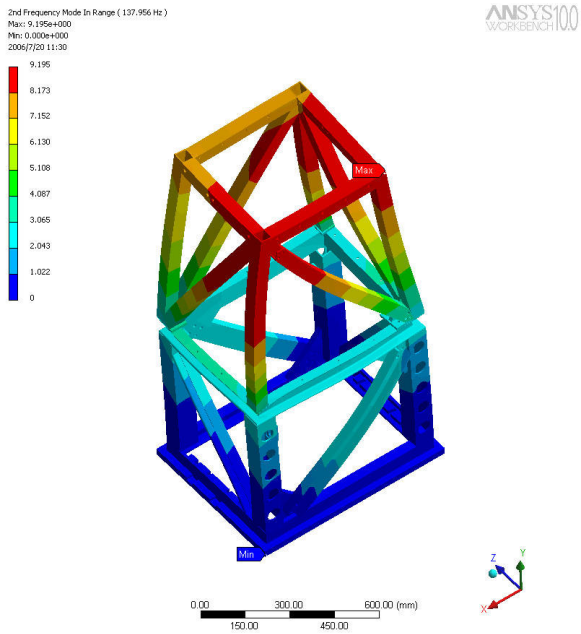 2nd Frequency Mode In Range ( 137.956 Hz )
Max: 9.195e+000
Min: 0.000e+000
2006/7/20 11:30
ANSYS 10.0
WORKBENCH
9.195
8.173
7.152
6.130
5.108
4.087
3.065
2.043
1.022
0
Max
Min
0.00 300.00 600.00 (mm)
150.00 450.00
Y
Z
X